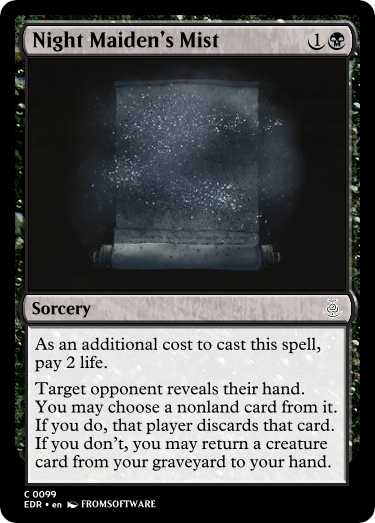 Night Maiden's Mist 1
Sorcery
As an additional cost to cast this spell,
pay 2 life.
Target opponent reveals their hand.
You may choose a nonland card from it.
If you do, that player discards that card.
If you don't, you may return a creature
card from your graveyard to your hand.
C 0099
EDR • en FROMSOFTWARE